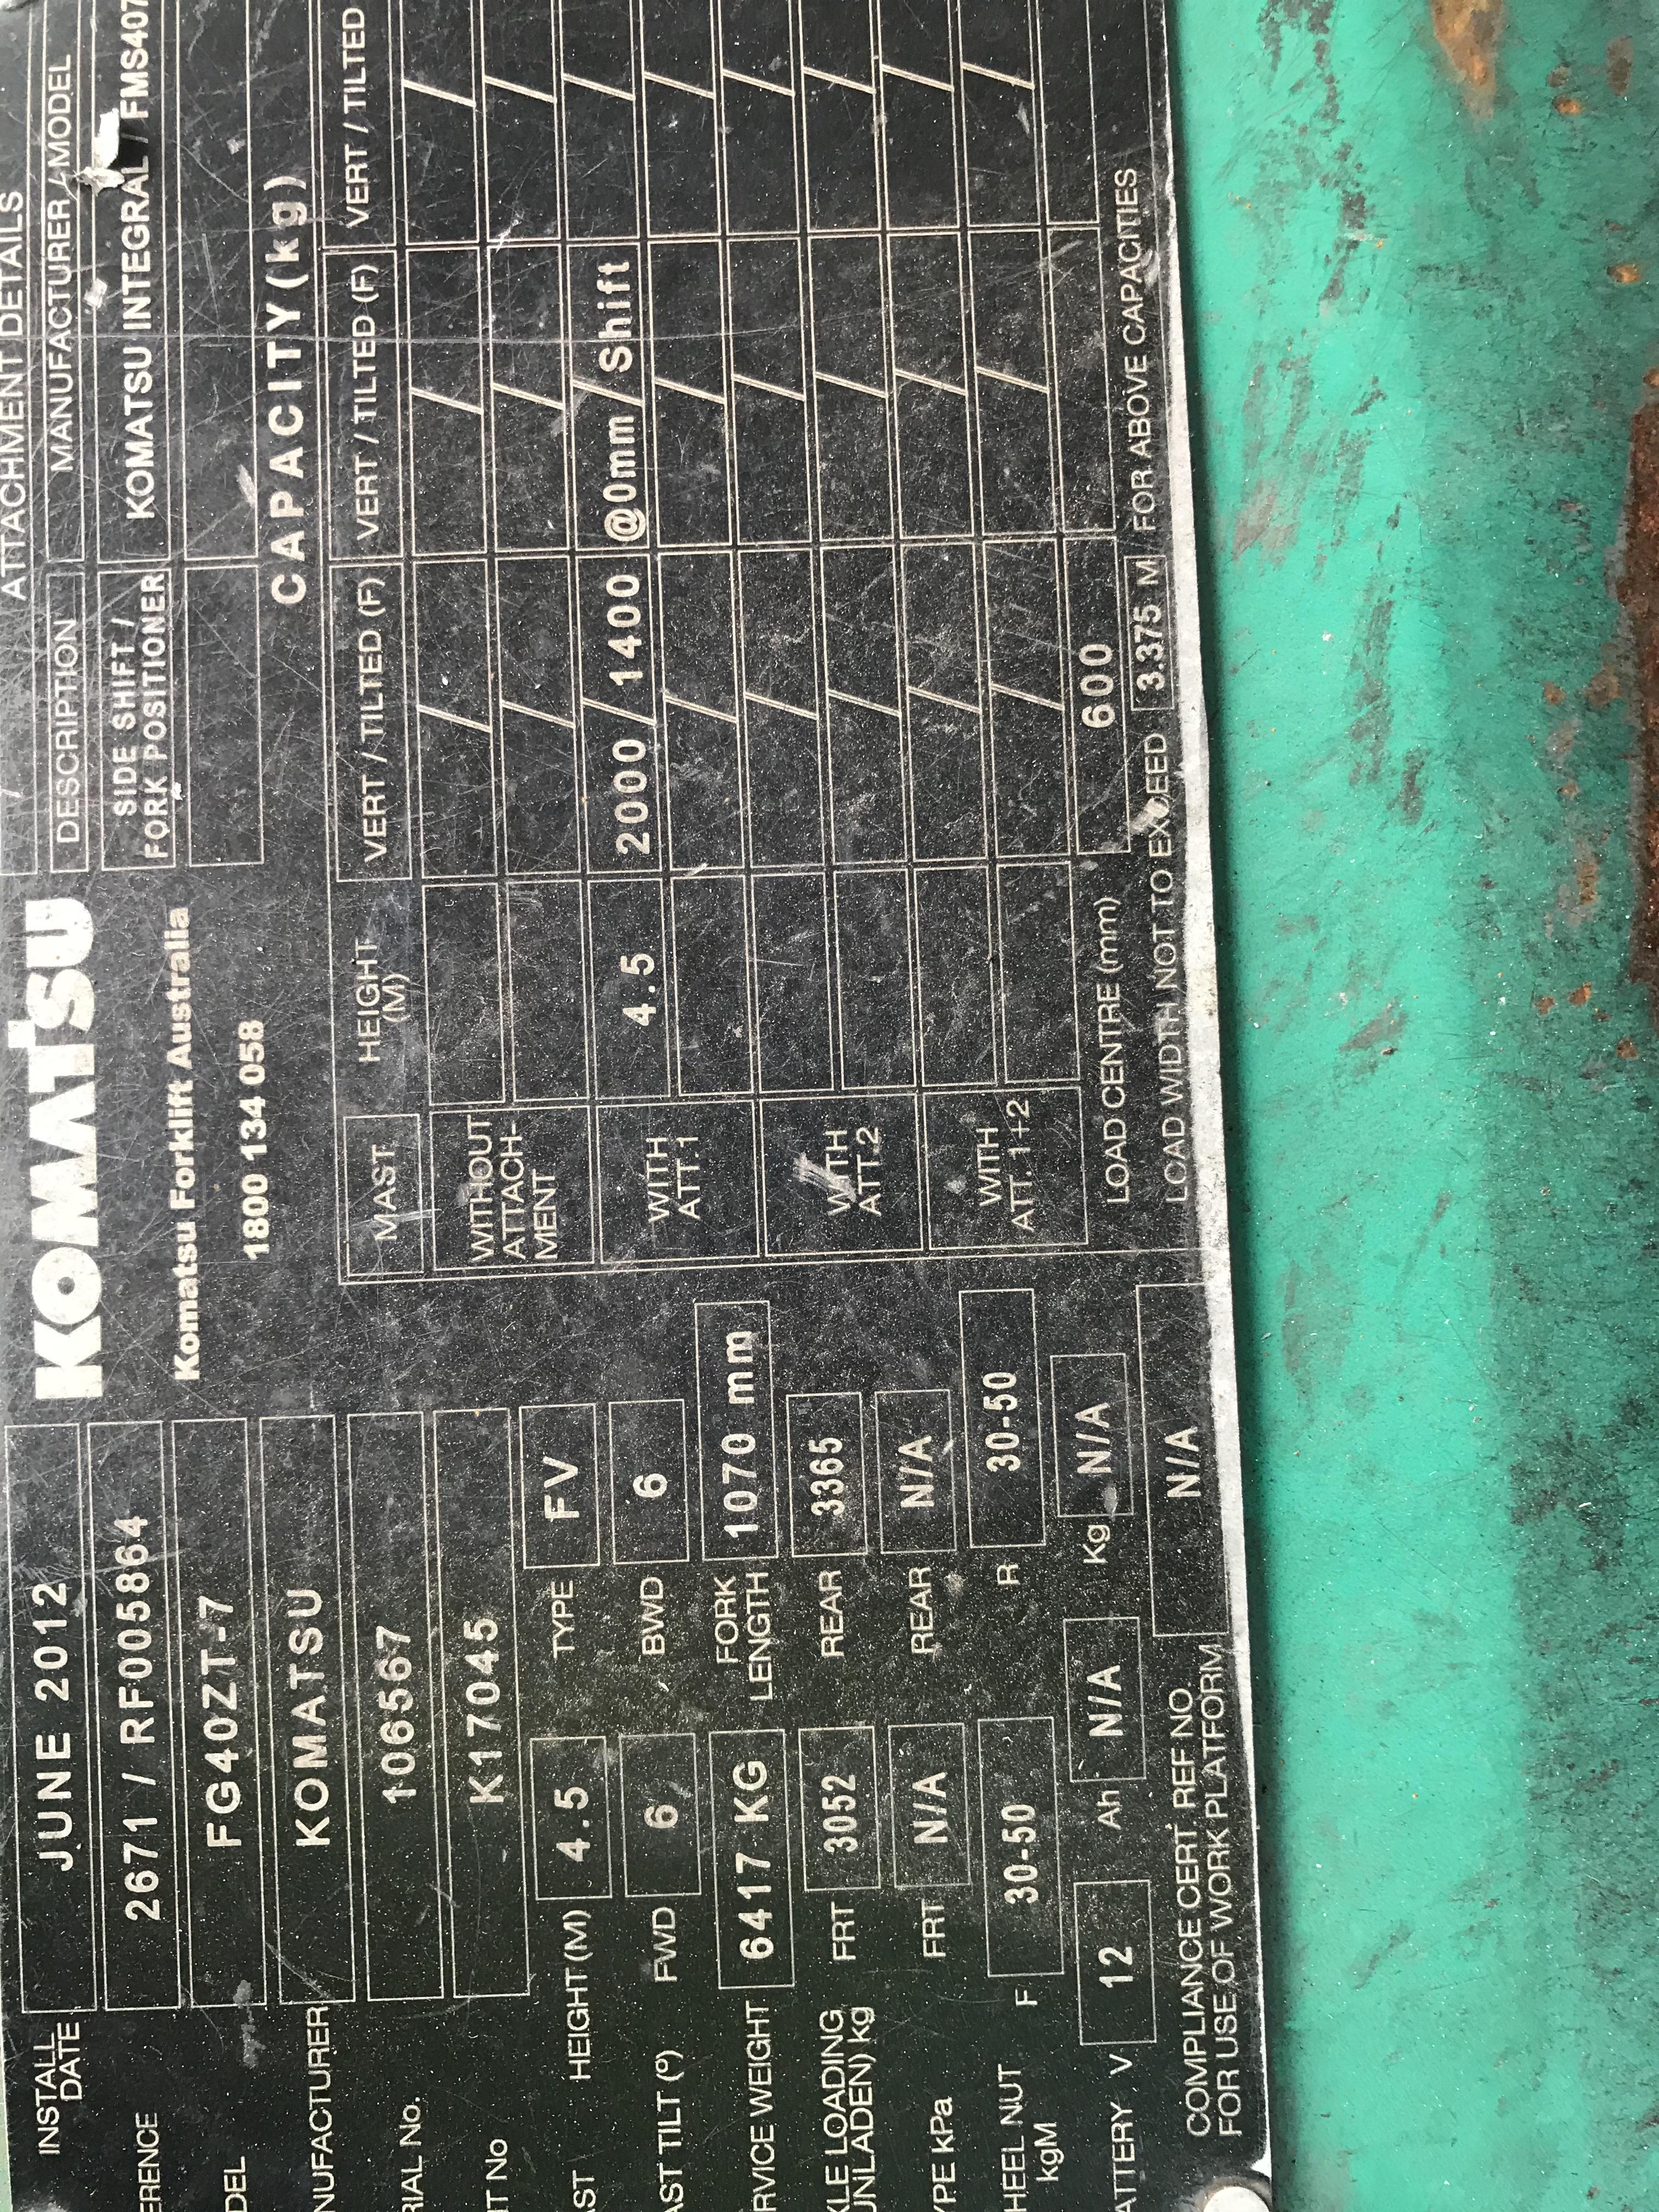 INSTALL DATE JUNE 2012
ERENCE 2671 / RF005864
DEL FG40ZT-7
NUFACTURER KOMATSU
RIAL No. 106567
IT No K17045
ST HEIGHT(M) 4.5 TYPE FV
AST TILT (º) FWD 6 BWD 6
RVICE WEIGHT 6417 KG FORK LENGTH 1070 mm
KLE LOADING UNLADEN) kg FRT 3052 REAR 3365
YPE kPa FRT N/A REAR N/A
HEEL NUT kgM F 30-50 R 30-50
ATTERY V 12 Ah N/A Kg N/A
COMPLIANCE CERT. REF NO
FOR USE OF WORK PLATFORM N/A
KOMATSU
Komatsu Forklift Australia
1800 134 058
ATTACHMENT DETAILS
DESCRIPTION MANUFACTURER / MODEL
SIDE SHIFT / FORK POSITIONER KOMATSU INTEGRAL / FMS407
CAPACITY (kg)
MAST HEIGHT (M) VERT / TILTED (F) VERT / TILTED (F) VERT / TILTED
WITHOUT ATTACH-MENT / / /
/ / /
WITH ATT.1 4.5 2000 / 1400 @0mm / Shift /
/ / /
WITH ATT.2 / / /
/ / /
WITH ATT. 1+2 / / /
/ / /
LOAD CENTRE (mm) 600
LOAD WIDTH NOT TO EXCEED 3.375 M FOR ABOVE CAPACITIES